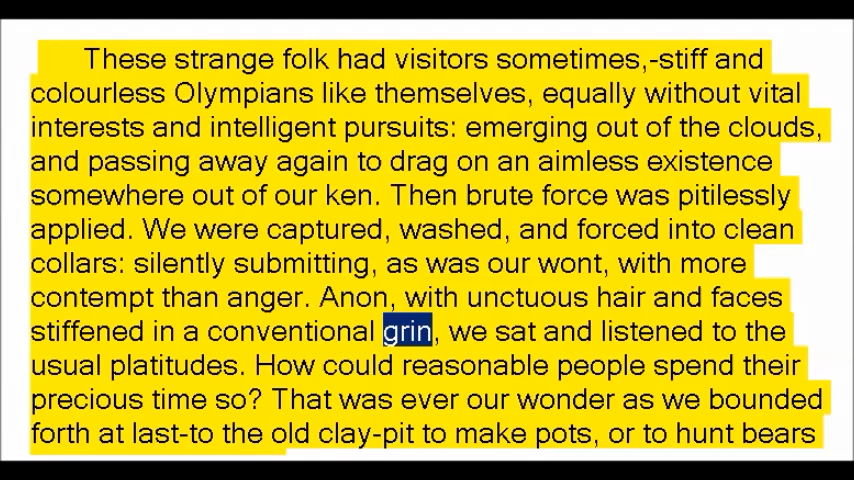 These strange folk had visitors sometimes,-stiff and
colourless Olympians like themselves, equally without vital
interests and intelligent pursuits: emerging out of the clouds,
and passing away again to drag on an aimless existence
somewhere out of our ken. Then brute force was pitilessly
applied. We were captured, washed, and forced into clean
collars: silently submitting, as was our wont, with more
contempt than anger. Anon, with unctuous hair and faces
stiffened in a conventional grin, we sat and listened to the
usual platitudes. How could reasonable people spend their
precious time so? That was ever our wonder as we bounded
forth at last-to the old clay-pit to make pots, or to hunt bears